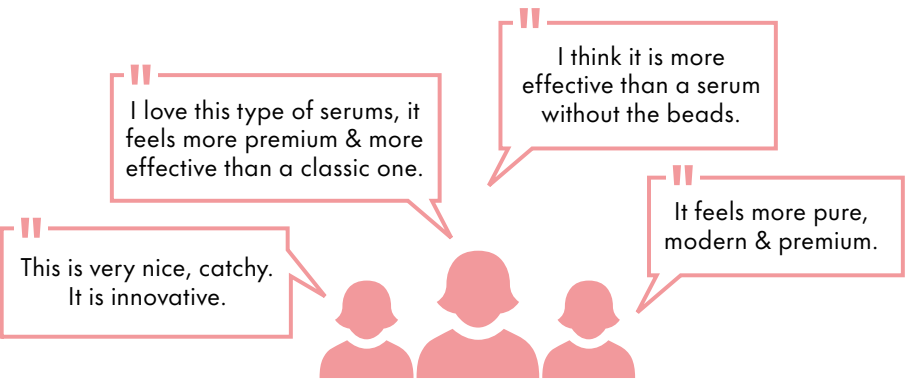 This is very nice, catchy.
It is innovative.
I love this type of serums, it
feels more premium & more
effective than a classic one.
I think it is more
effective than a serum
without the beads.
It feels more pure,
modern & premium.